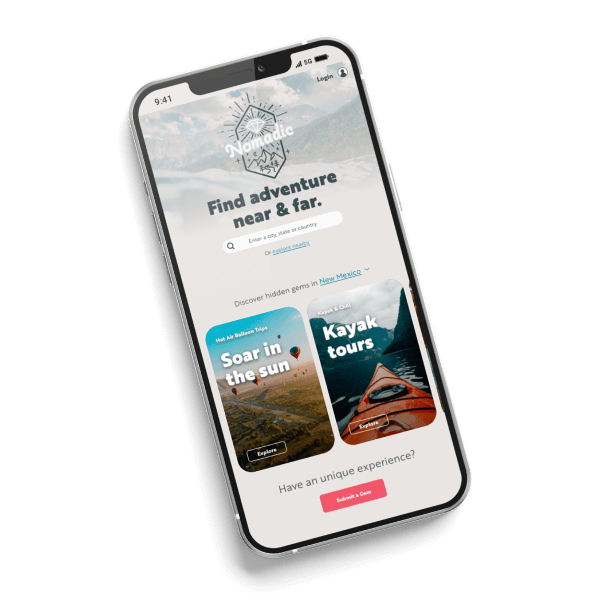 9:41
5G
Login
Nomadic
Find adventure
near & far.
Enter a city, state or country
Or explore nearby
Discover hidden gems in New Mexico
Hot Air Balloon Trips
Soar in
the sun
Explore
Kayak & Chill
Kayak
tours
Explore
Have an unique experience?
Submit a Gem